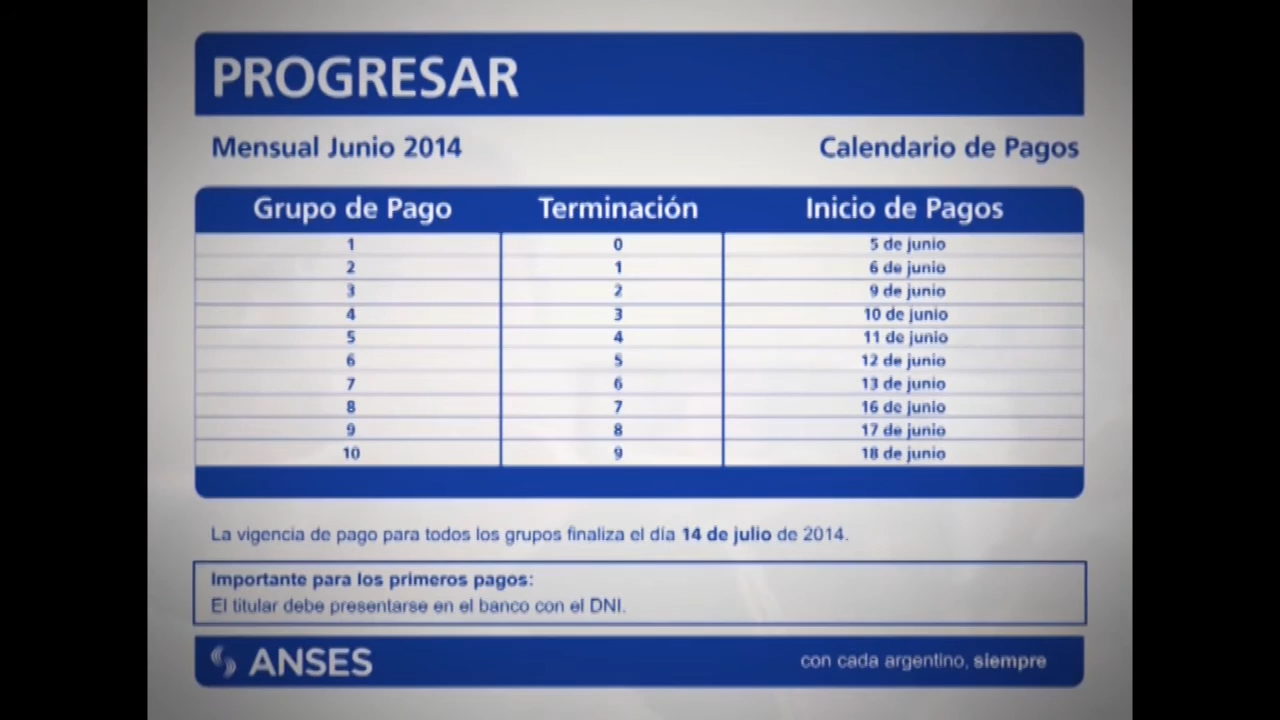 PROGRESAR
Mensual Junio 2014 Calendario de Pagos
Grupo de Pago Terminación Inicio de Pagos
1 0 5 de junio
2 1 6 de junio
3 2 9 de junio
4 3 10 de junio
5 4 11 de junio
6 5 12 de junio
7 6 13 de junio
8 7 16 de junio
9 8 17 de junio
10 9 18 de junio
La vigencia de pago para todos los grupos finaliza el día 14 de julio de 2014.
Importante para los primeros pagos:
El titular debe presentarse en el banco con el DNI.
ANSES con cada argentino, siempre